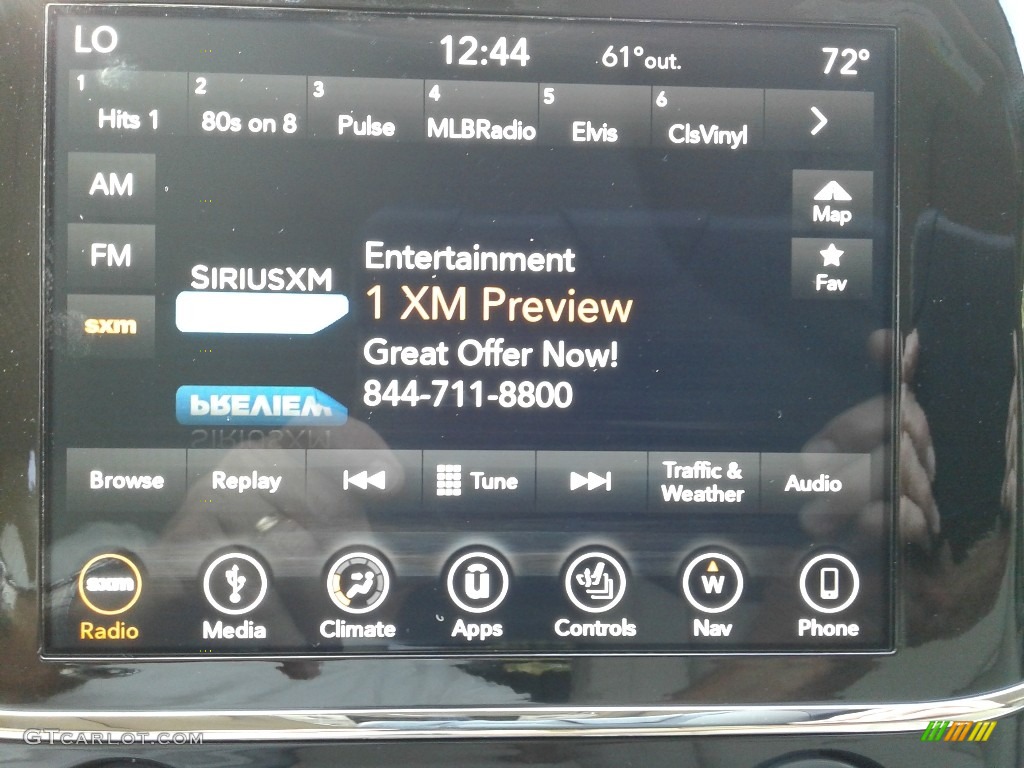 LO 12:44 61° out. 72°
1 2 3 4 5 6
Hits 1 80s on 8 Pulse MLBRadio Elvis ClsVinyl >
AM
Map
FM
Fav
sxm
SIRIUSXM
Entertainment
1 XM Preview
Great Offer Now!
844-711-8800
PREVIEW
SIRIUSXM
Browse Replay Tune Traffic & Weather Audio
sxm W
Radio Media Climate Apps Controls Nav Phone
GTCARLOT.COM